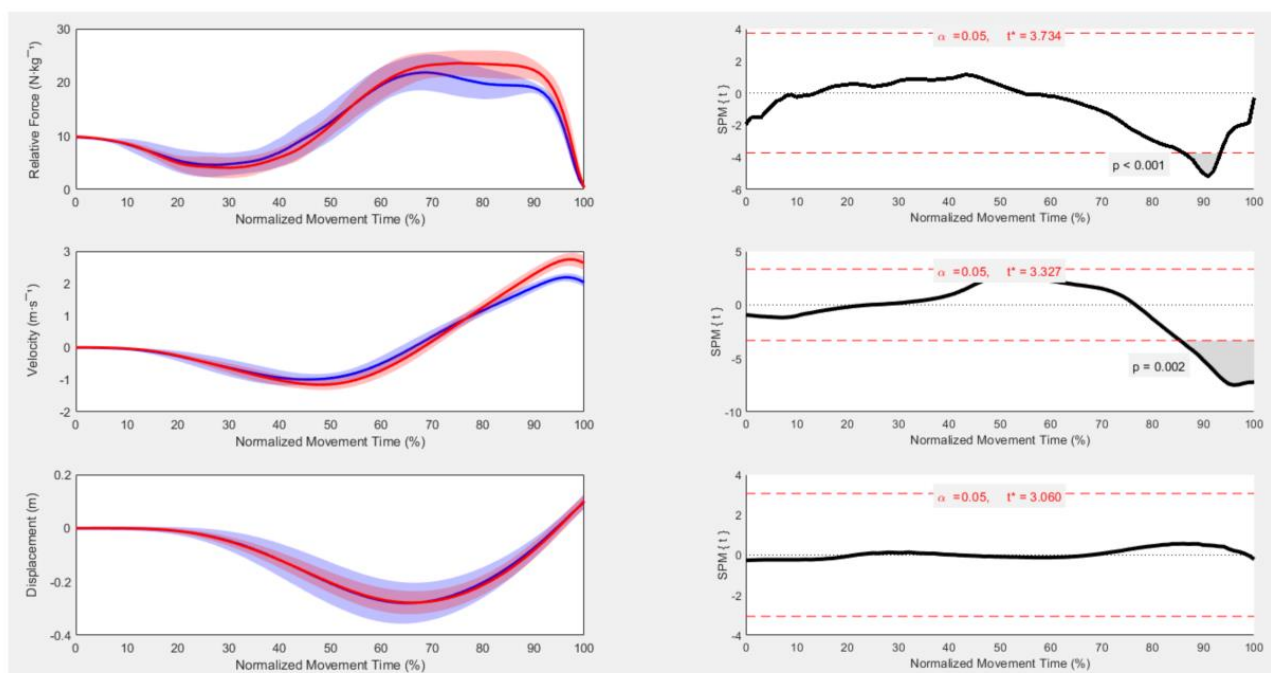 Relative Force (N·kg⁻¹)
30
20
10
0
0 10 20 30 40 50 60 70 80 90 100
Normalized Movement Time (%)
SPM{t}
4
2
0
-2
-4
-6
α =0.05, t* = 3.734
p < 0.001
0 10 20 30 40 50 60 70 80 90 100
Normalized Movement Time (%)
Velocity (m·s⁻¹)
3
2
1
0
-1
-2
0 10 20 30 40 50 60 70 80 90 100
Normalized Movement Time (%)
SPM{t}
5
0
-5
-10
α =0.05, t* = 3.327
p = 0.002
0 10 20 30 40 50 60 70 80 90 100
Normalized Movement Time (%)
Displacement (m)
0.2
0
-0.2
-0.4
0 10 20 30 40 50 60 70 80 90 100
Normalized Movement Time (%)
SPM{t}
4
2
0
-2
-4
α =0.05, t* = 3.060
0 10 20 30 40 50 60 70 80 90 100
Normalized Movement Time (%)